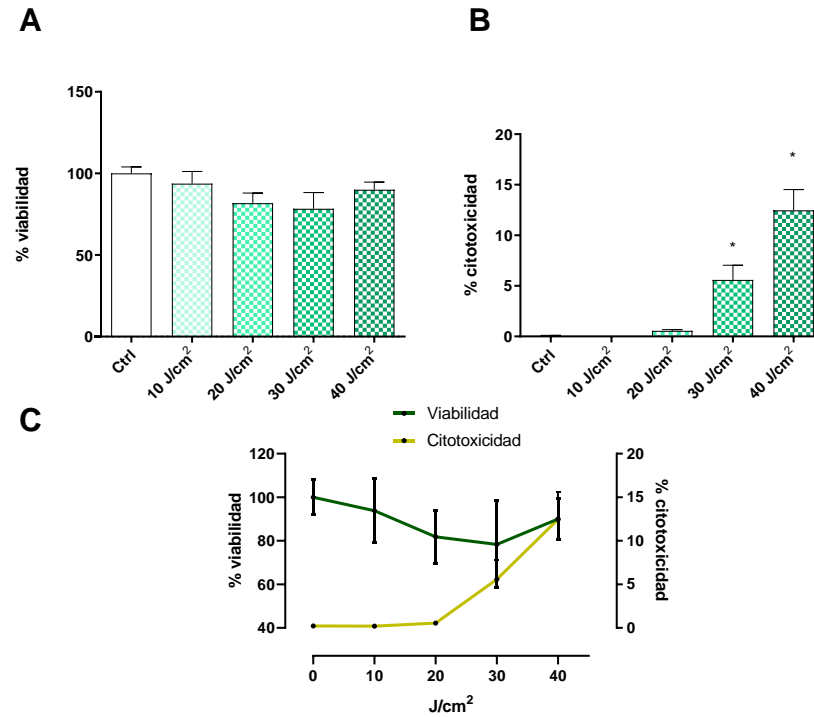 A
% viabilidad
150
100
50
0
Ctrl
10 J/cm²
20 J/cm²
30 J/cm²
40 J/cm²
B
% citotoxicidad
20
15
10
5
0
*
*
Ctrl
10 J/cm²
20 J/cm²
30 J/cm²
40 J/cm²
C
Viabilidad
Citotoxicidad
% viabilidad
120
100
80
60
40
% citotoxicidad
20
15
10
5
0
0
10
20
30
40
J/cm²